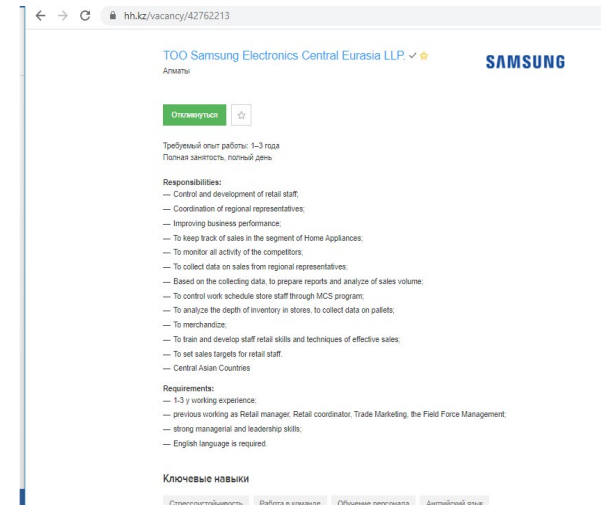 hh.kz/vacancy/42762213
ТОО Samsung Electronics Central Eurasia LLP.
SAMSUNG
Алматы
Откликнуться
Требуемый опыт работы: 1–3 года
Полная занятость, полный день
Responsibilities:
— Control and development of retail staff;
— Coordination of regional representatives;
— Improving business performance;
— To keep track of sales in the segment of Home Appliances;
— To monitor all activity of the competitors;
— To collect data on sales from regional representatives;
— Based on the collecting data, to prepare reports and analyze of sales volume;
— To control work schedule store staff through MCS program;
— To analyze the depth of inventory in stores, to collect data on pallets;
— To merchandize;
— To train and develop staff retail skills and techniques of effective sales;
— To set sales targets for retail staff.
— Central Asian Countries
Requirements:
— 1-3 y working experience;
— previous working as Retail manager, Retail coordinator, Trade Marketing, the Field Force Management;
— strong managerial and leadership skills;
— English language is required.
Ключевые навыки
Стрессоустойчивость Работа в команде Обучение персонала Английский язык